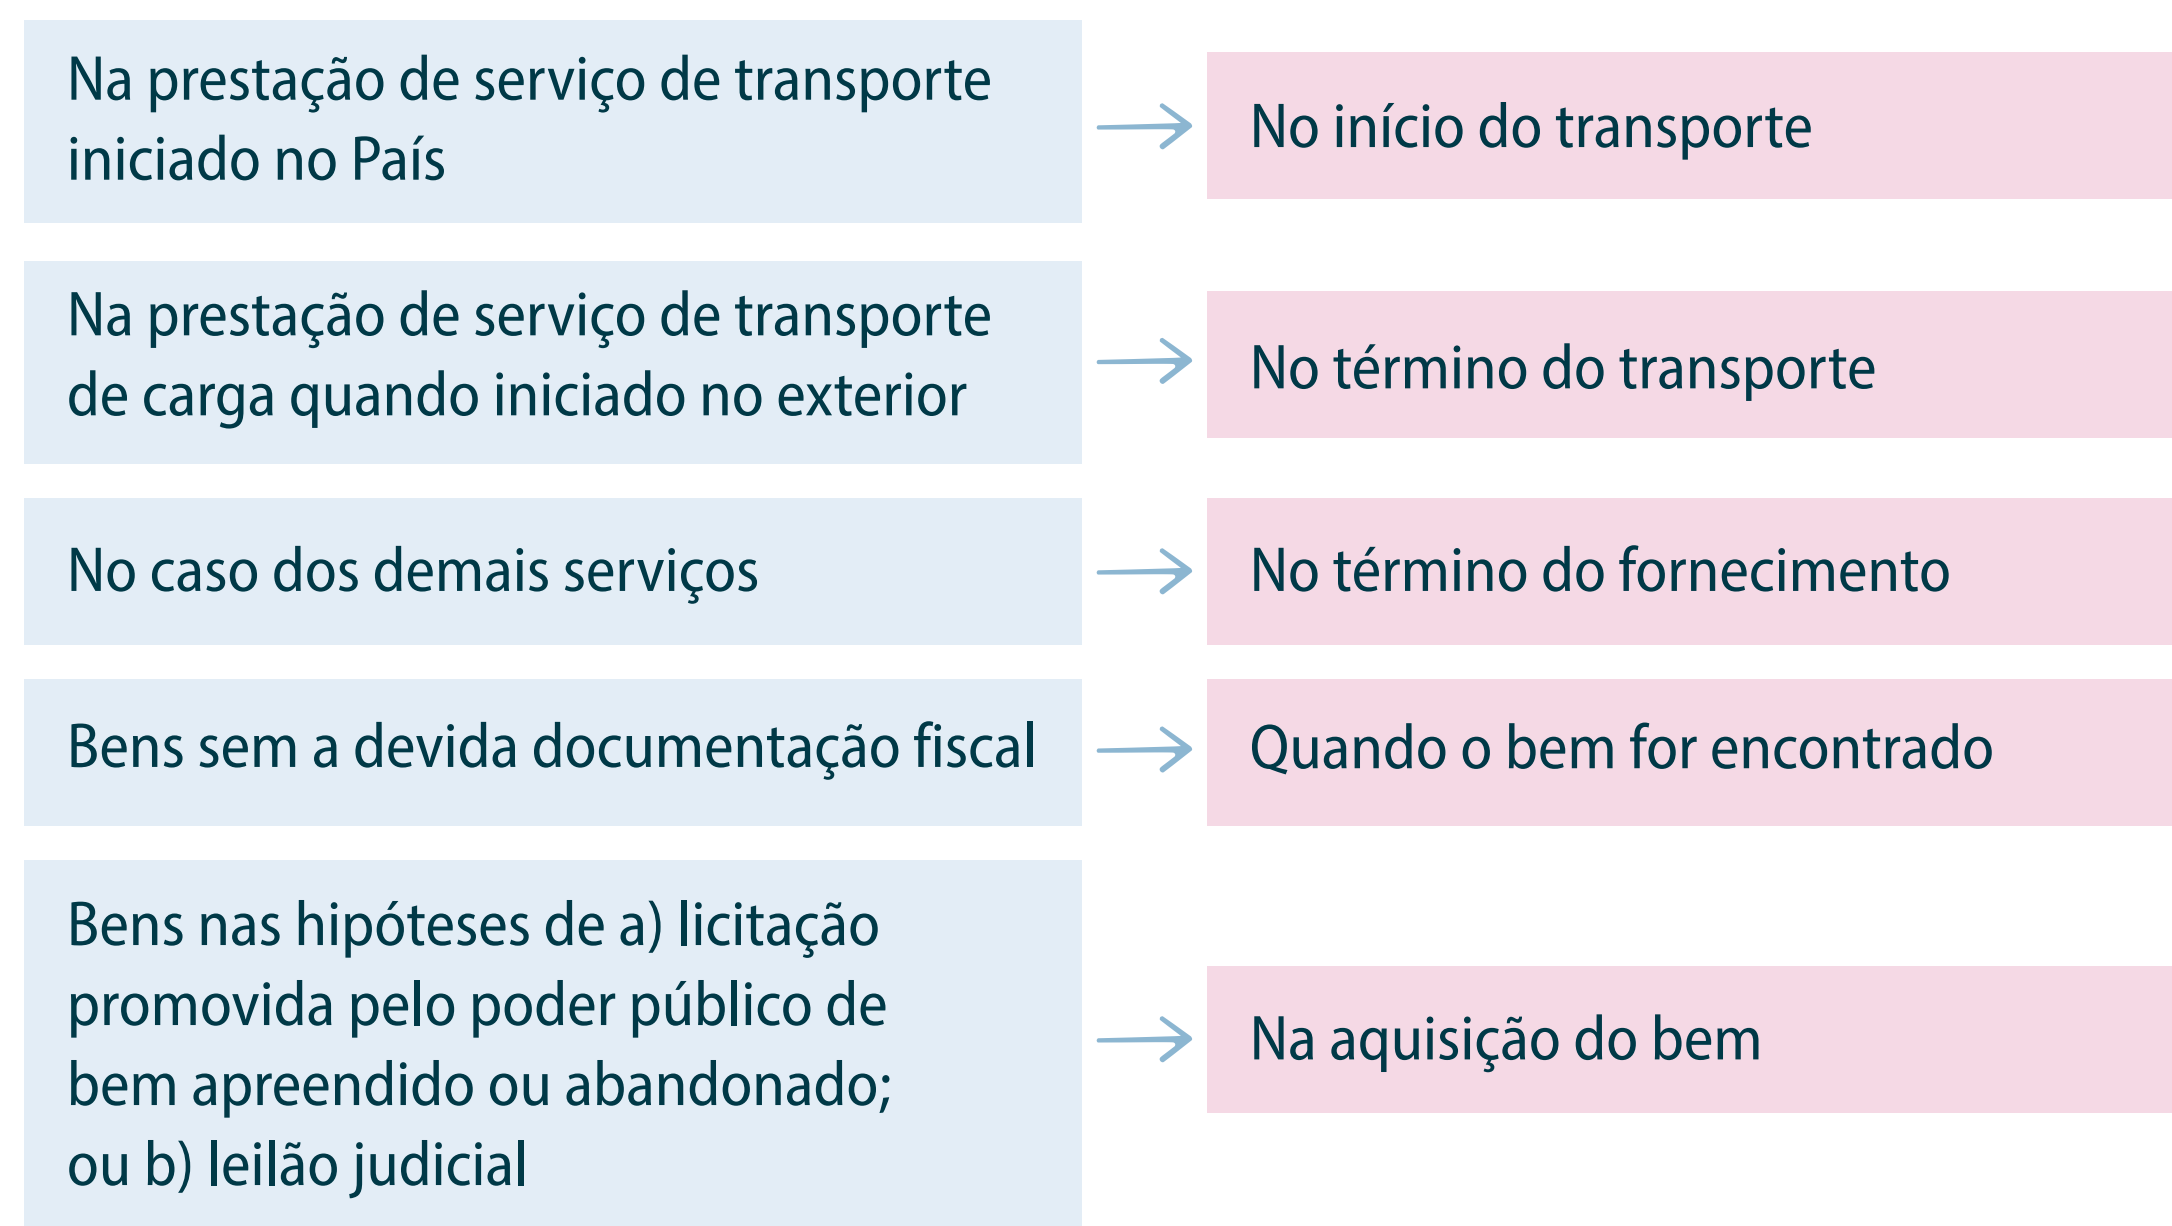 Na prestação de serviço de transporte
iniciado no País
No início do transporte
Na prestação de serviço de transporte
de carga quando iniciado no exterior
No término do transporte
No caso dos demais serviços
No término do fornecimento
Bens sem a devida documentação fiscal
Quando o bem for encontrado
Bens nas hipóteses de a) licitação
promovida pelo poder público de
bem apreendido ou abandonado;
ou b) leilão judicial
Na aquisição do bem